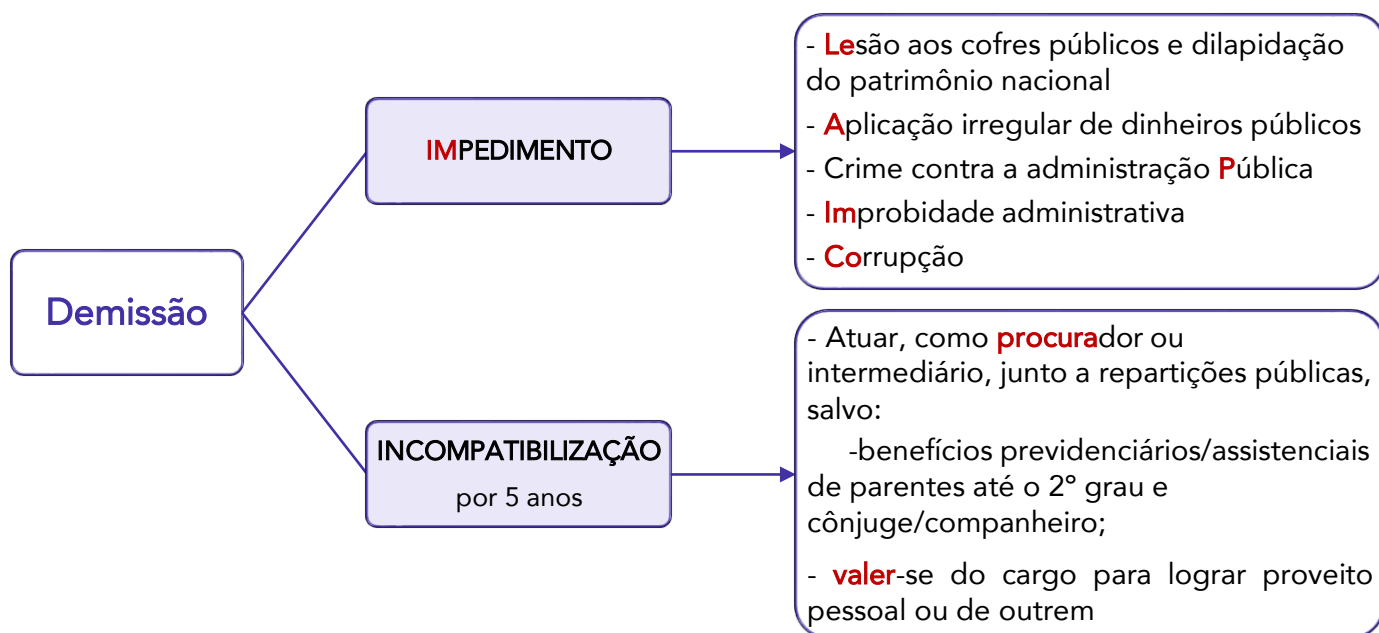 Demissão
IMPEDIMENTO
- Lesão aos cofres públicos e dilapidação
do patrimônio nacional
- Aplicação irregular de dinheiros públicos
- Crime contra a administração Pública
- Improbidade administrativa
- Corrupção
INCOMPATIBILIZAÇÃO
por 5 anos
- Atuar, como procurador ou
intermediário, junto a repartições públicas,
salvo:
-benefícios previdenciários/assistenciais
de parentes até o 2º grau e
cônjuge/companheiro;
- valer-se do cargo para lograr proveito
pessoal ou de outrem